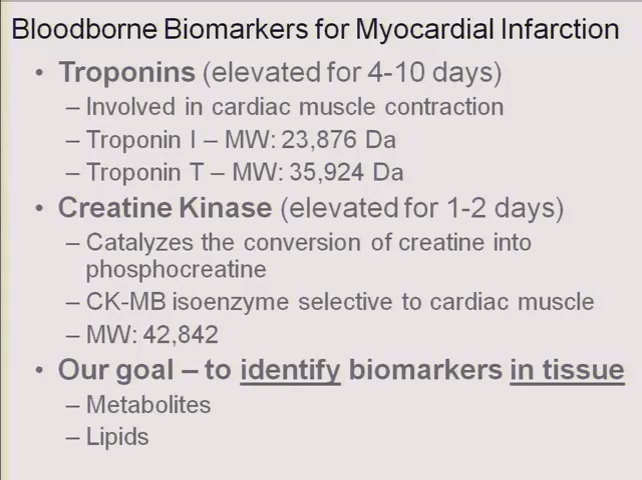 Bloodborne Biomarkers for Myocardial Infarction
• Troponins (elevated for 4-10 days)
– Involved in cardiac muscle contraction
– Troponin I – MW: 23,876 Da
– Troponin T – MW: 35,924 Da
• Creatine Kinase (elevated for 1-2 days)
– Catalyzes the conversion of creatine into
phosphocreatine
– CK-MB isoenzyme selective to cardiac muscle
– MW: 42,842
• Our goal – to identify biomarkers in tissue
– Metabolites
– Lipids